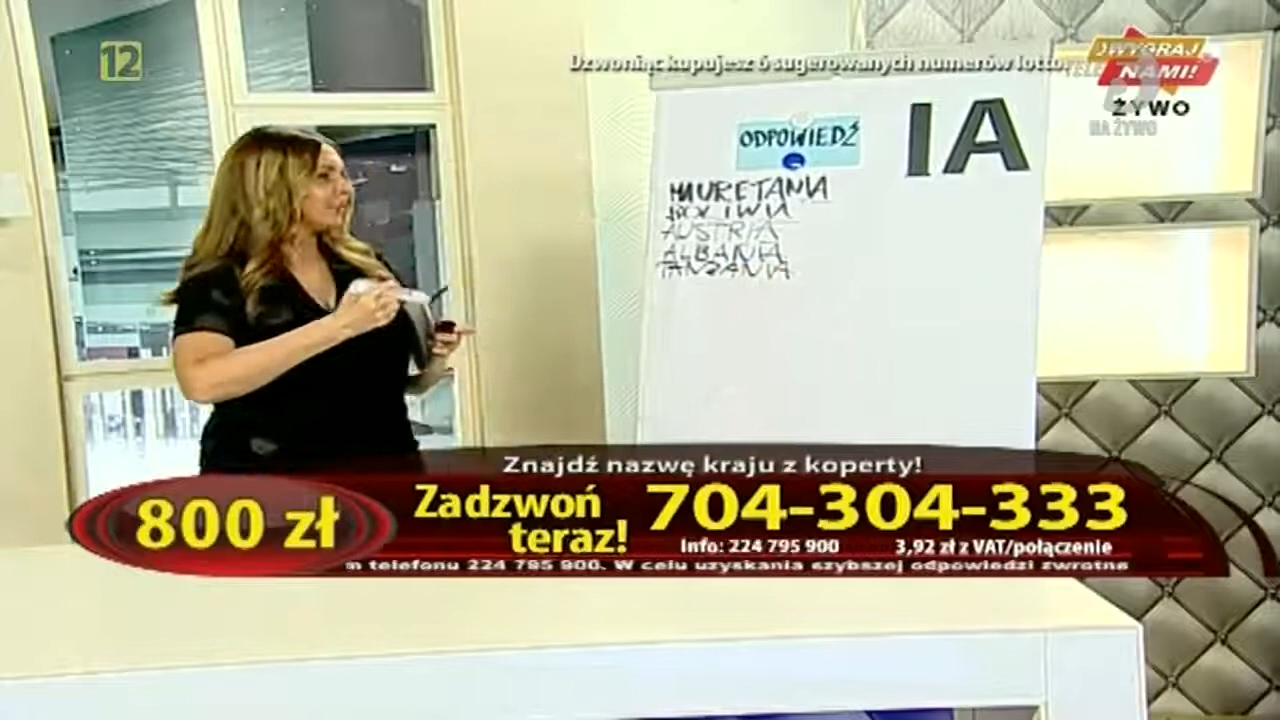 12
Dzwoniąc kupujesz 6 sugerowanych numerów lotto
WYGRAJ
NAMI!
ŻYWO
NA ŻYWO
IA
ODPOWIEDŹ
MAURETANIA
BOLIWIA
AUSTRIA
ALBANIA
TANZANIA
Znajdź nazwę kraju z koperty!
800 zł
Zadzwoń
teraz!
704-304-333
Info: 224 795 900
3,92 zł z VAT/połączenie
m telefonu 224 795 900. W celu uzyskania szybszej odpowiedzi zwrotne